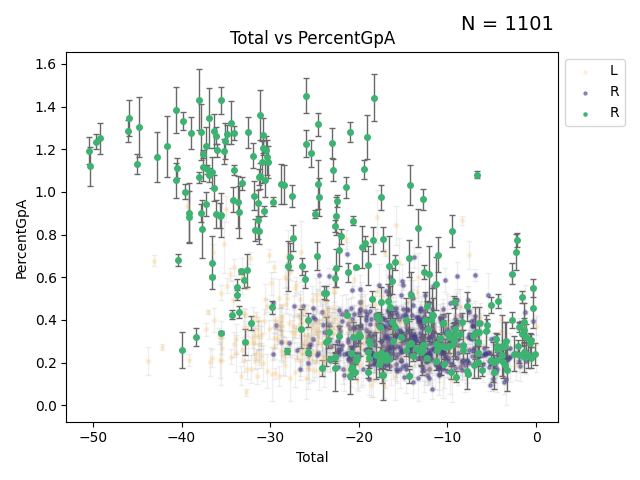 N = 1101
Total vs PercentGpA
L
R
R
PercentGpA
1.6
1.4
1.2
1.0
0.8
0.6
0.4
0.2
0.0
−50
−40
−30
−20
−10
0
Total